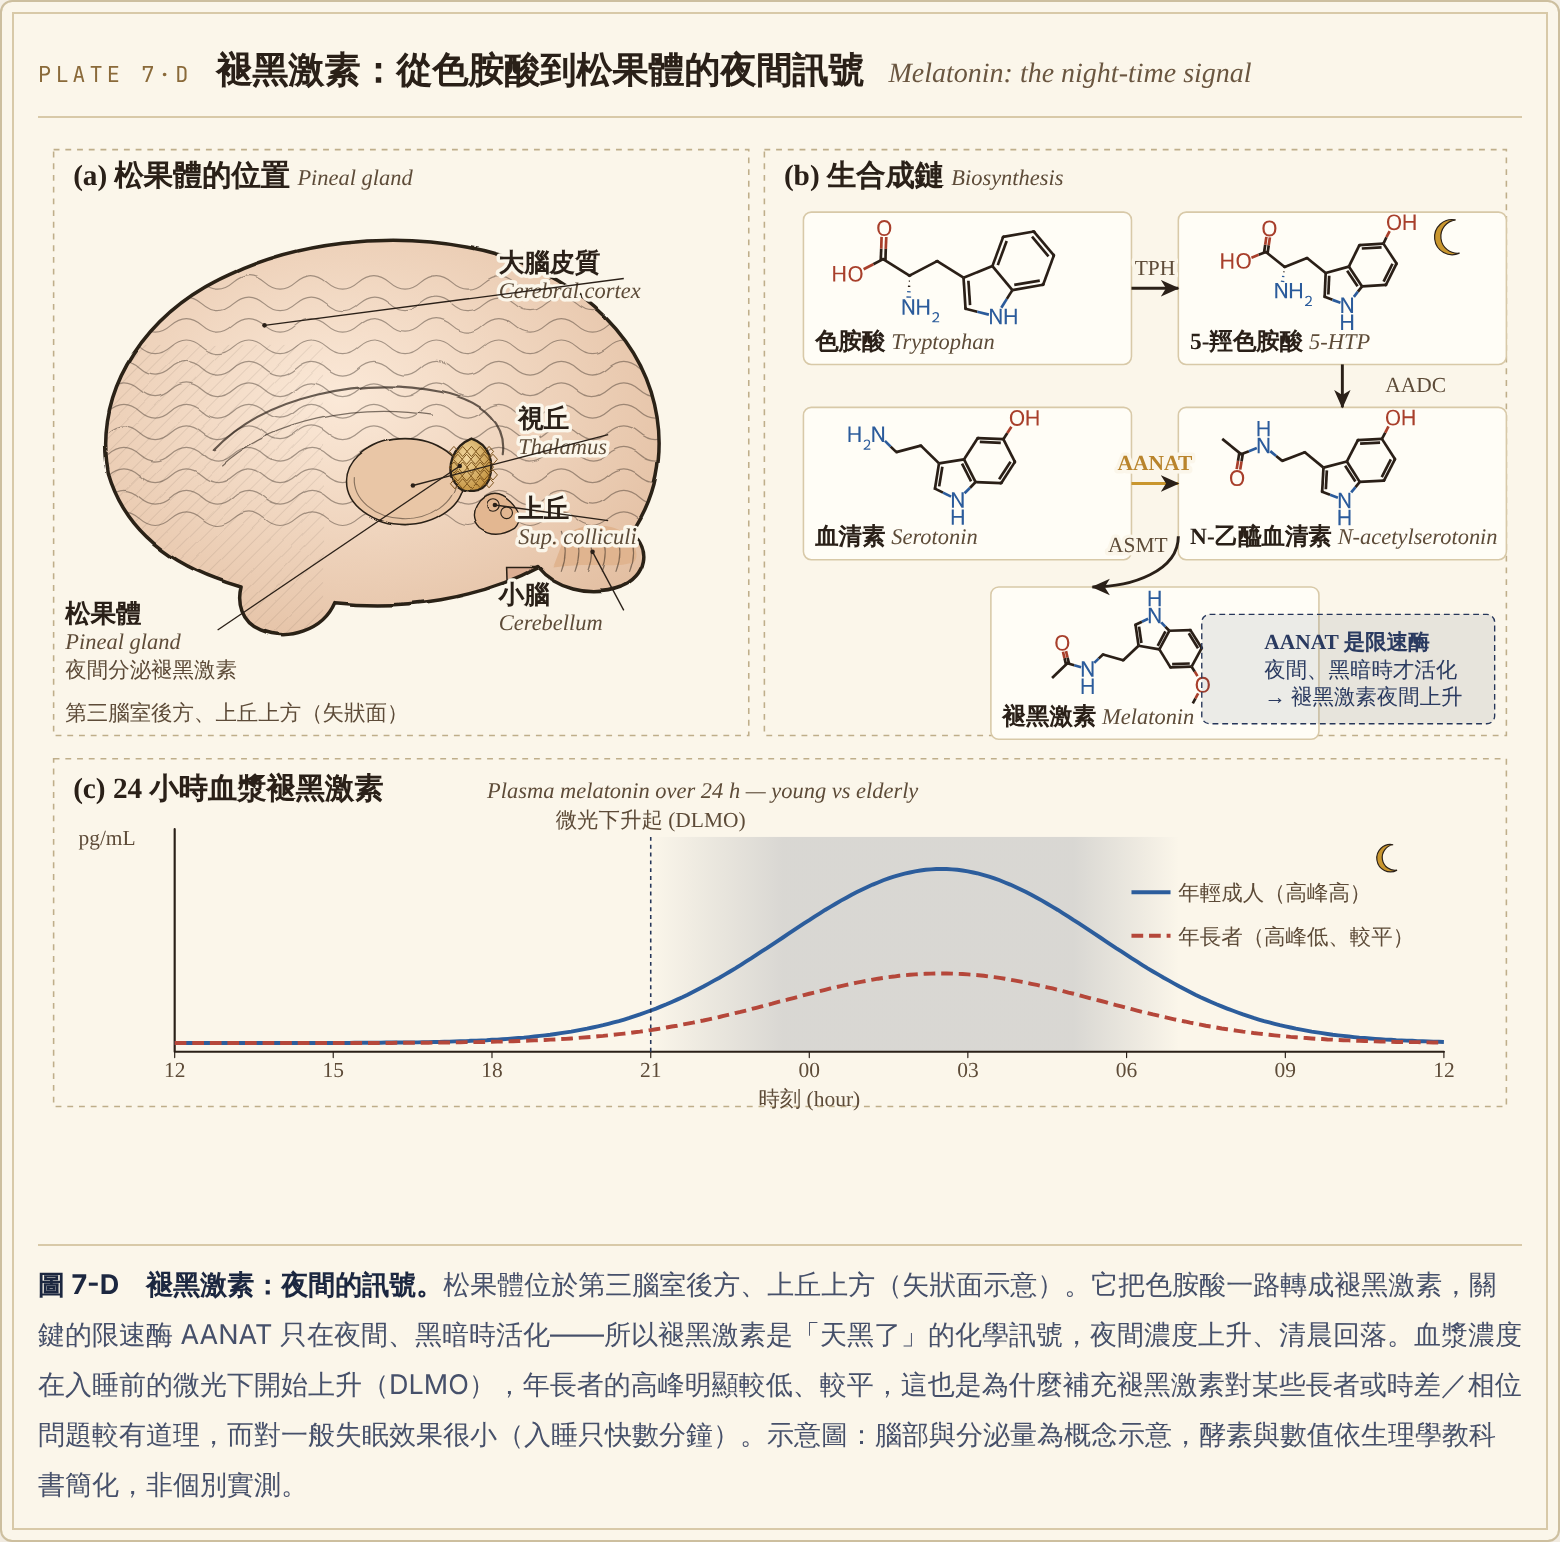 PLATE 7·D 褪黑激素：從色胺酸到松果體的夜間訊號 Melatonin: the night-time signal
(a) 松果體的位置 Pineal gland
大腦皮質
Cerebral cortex
視丘
Thalamus
上丘
Sup. colliculi
小腦
Cerebellum
松果體
Pineal gland
夜間分泌褪黑激素
第三腦室後方、上丘上方（矢狀面）
(b) 生合成鏈 Biosynthesis
O
HO
NH2
NH
色胺酸 Tryptophan
TPH
O
OH
HO
NH2
N
H
5-羥色胺酸 5-HTP
AADC
OH
H2N
N
H
血清素 Serotonin
AANAT
OH
H
N
O
N
H
N-乙醯血清素 N-acetylserotonin
ASMT
H
N
O
N
H
O
褪黑激素 Melatonin
AANAT 是限速酶
夜間、黑暗時才活化
→ 褪黑激素夜間上升
(c) 24 小時血漿褪黑激素 Plasma melatonin over 24 h — young vs elderly
微光下升起 (DLMO)
pg/mL
年輕成人（高峰高）
年長者（高峰低、較平）
12 15 18 21 00 03 06 09 12
時刻 (hour)
圖 7-D　褪黑激素：夜間的訊號。松果體位於第三腦室後方、上丘上方（矢狀面示意）。它把色胺酸一路轉成褪黑激素，關
鍵的限速酶 AANAT 只在夜間、黑暗時活化——所以褪黑激素是「天黑了」的化學訊號，夜間濃度上升、清晨回落。血漿濃度
在入睡前的微光下開始上升（DLMO），年長者的高峰明顯較低、較平，這也是為什麼補充褪黑激素對某些長者或時差／相位
問題較有道理，而對一般失眠效果很小（入睡只快數分鐘）。示意圖：腦部與分泌量為概念示意，酵素與數值依生理學教科
書簡化，非個別實測。